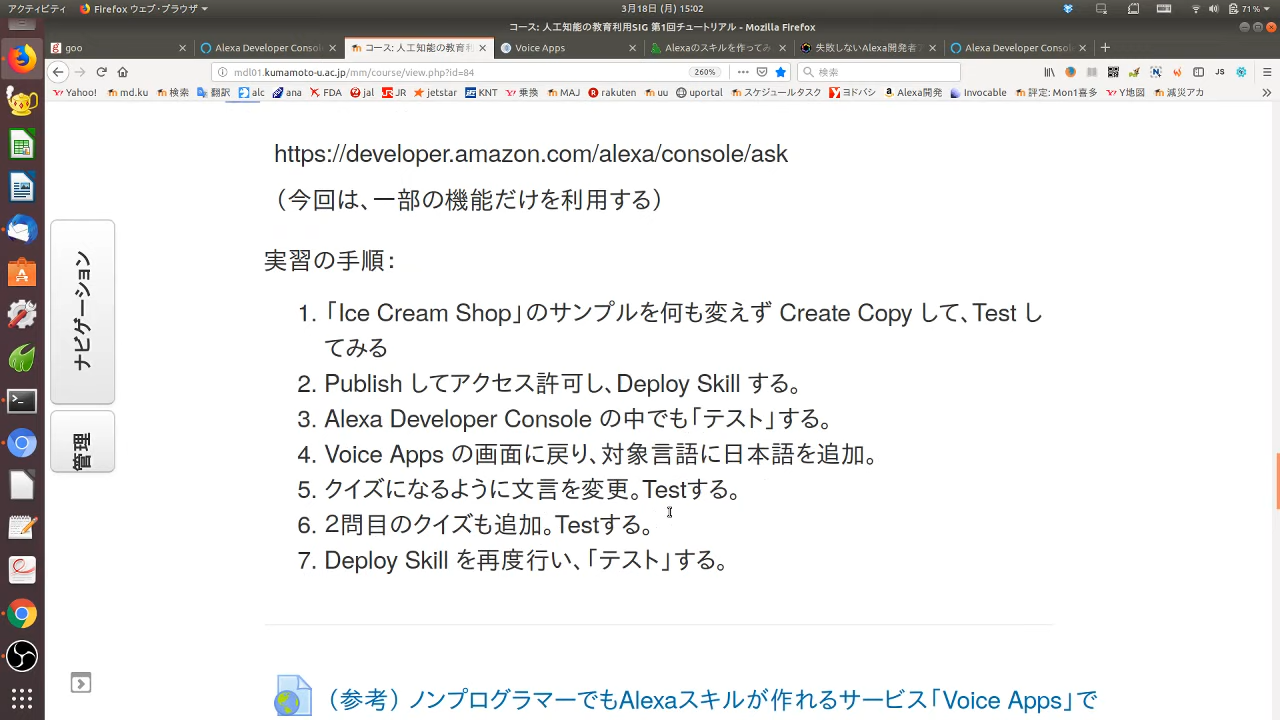 アクティビティ
Firefox ウェブ・ブラウザ
3月18日 (月) 15:02
71%
コース: 人工知能の教育利用SIG 第1回チュートリアル - Mozilla Firefox
goo
Alexa Developer Consol
コース: 人工知能の教育利
Voice Apps
Alexaのスキルを作ってみ
失敗しないAlexa開発者ア
Alexa Developer Consol
mdl01.kumamoto-u.ac.jp/mm/course/view.php?id=84
260%
検索
Yahoo! md.ku 検索 翻訳 alc ana FDA jal JR jetstar KNT 乗換 MAJ rakuten uu uportal スケジュールタスク ヨドバシ Alexa開発 Invocable 評定: Mon1喜多 Y地図 減災アカ
https://developer.amazon.com/alexa/console/ask
（今回は、一部の機能だけを利用する）
実習の手順：
1. 「Ice Cream Shop」のサンプルを何も変えず Create Copy して、Test し
てみる
2. Publish してアクセス許可し、Deploy Skill する。
3. Alexa Developer Console の中でも「テスト」する。
4. Voice Apps の画面に戻り、対象言語に日本語を追加。
5. クイズになるように文言を変更。Testする。
6. ２問目のクイズも追加。Testする。
7. Deploy Skill を再度行い、「テスト」する。
ナビゲーション
管理
（参考）ノンプログラマーでもAlexaスキルが作れるサービス「Voice Apps」で